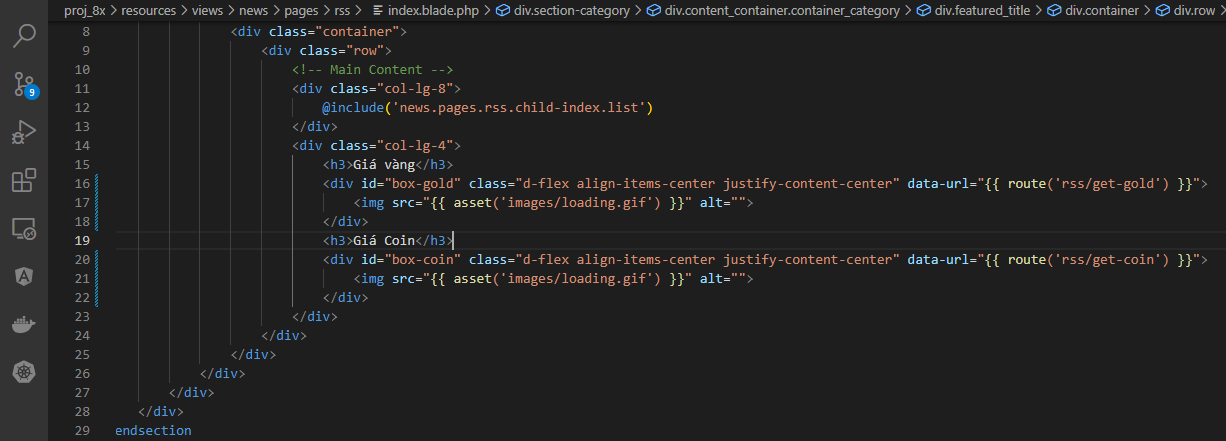 proj_8x > resources > views > news > pages > rss > index.blade.php > div.section-category > div.content_container.container_category > div.featured_title > div.container > div.row
8 <div class="container">
9 <div class="row">
10 <!-- Main Content -->
11 <div class="col-lg-8">
12 @include('news.pages.rss.child-index.list')
13 </div>
14 <div class="col-lg-4">
15 <h3>Giá vàng</h3>
16 <div id="box-gold" class="d-flex align-items-center justify-content-center" data-url="{{ route('rss/get-gold') }}">
17 <img src="{{ asset('images/loading.gif') }}" alt="">
18 </div>
19 <h3>Giá Coin</h3>
20 <div id="box-coin" class="d-flex align-items-center justify-content-center" data-url="{{ route('rss/get-coin') }}">
21 <img src="{{ asset('images/loading.gif') }}" alt="">
22 </div>
23 </div>
24 </div>
25 </div>
26 </div>
27 </div>
28 </div>
29 endsection
9